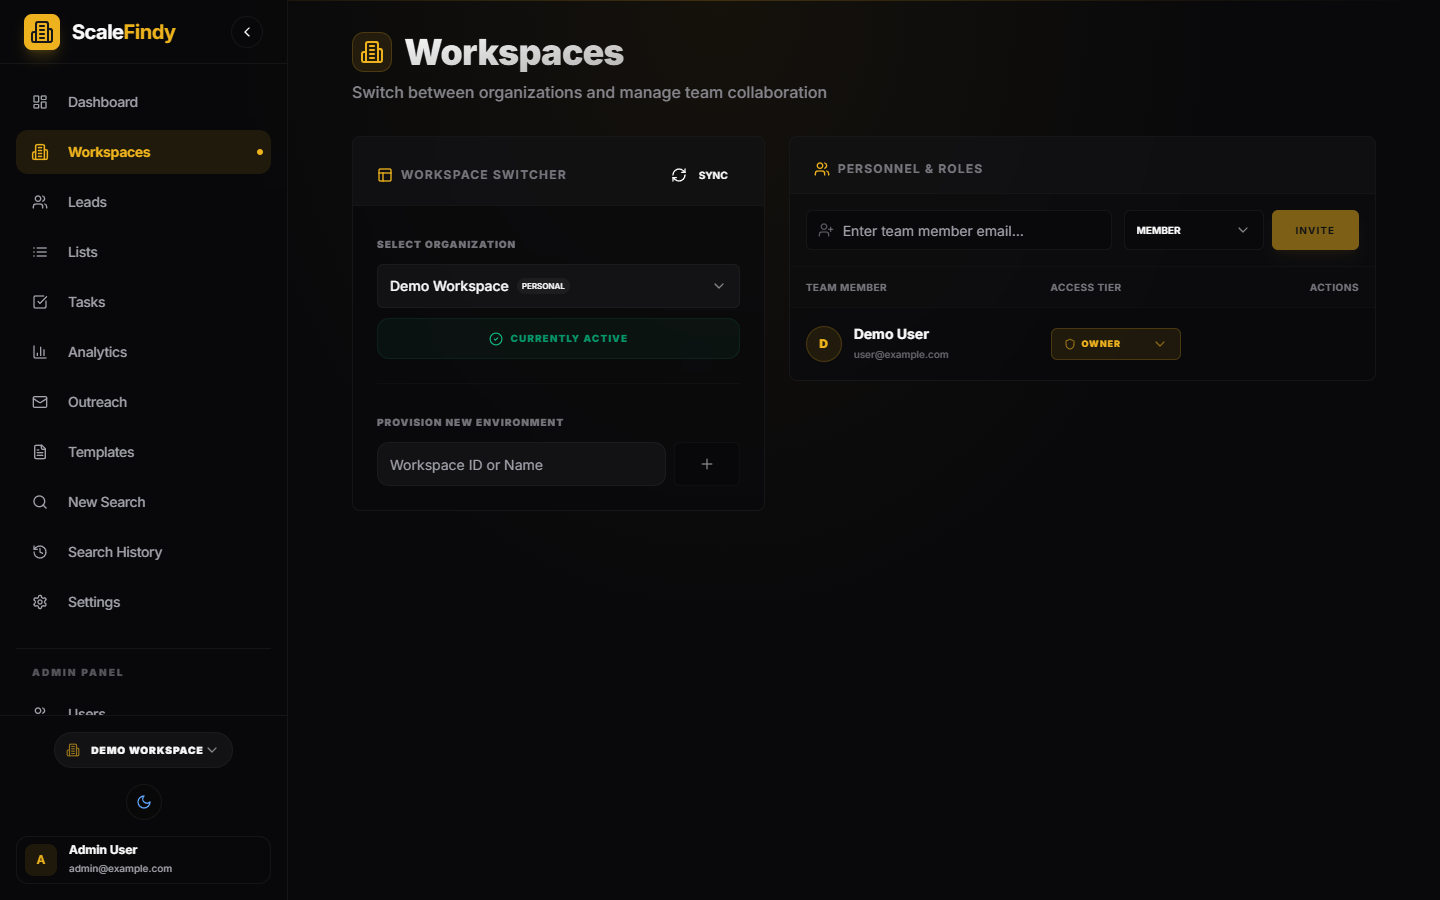 ScaleFindy
Dashboard
Workspaces
Leads
Lists
Tasks
Analytics
Outreach
Templates
New Search
Search History
Settings
ADMIN PANEL
Users
DEMO WORKSPACE
A
Admin User
admin@example.com
Workspaces
Switch between organizations and manage team collaboration
WORKSPACE SWITCHER
SYNC
SELECT ORGANIZATION
Demo Workspace PERSONAL
CURRENTLY ACTIVE
PROVISION NEW ENVIRONMENT
Workspace ID or Name
PERSONNEL & ROLES
Enter team member email...
MEMBER
INVITE
TEAM MEMBER ACCESS TIER ACTIONS
D
Demo User
user@example.com
OWNER